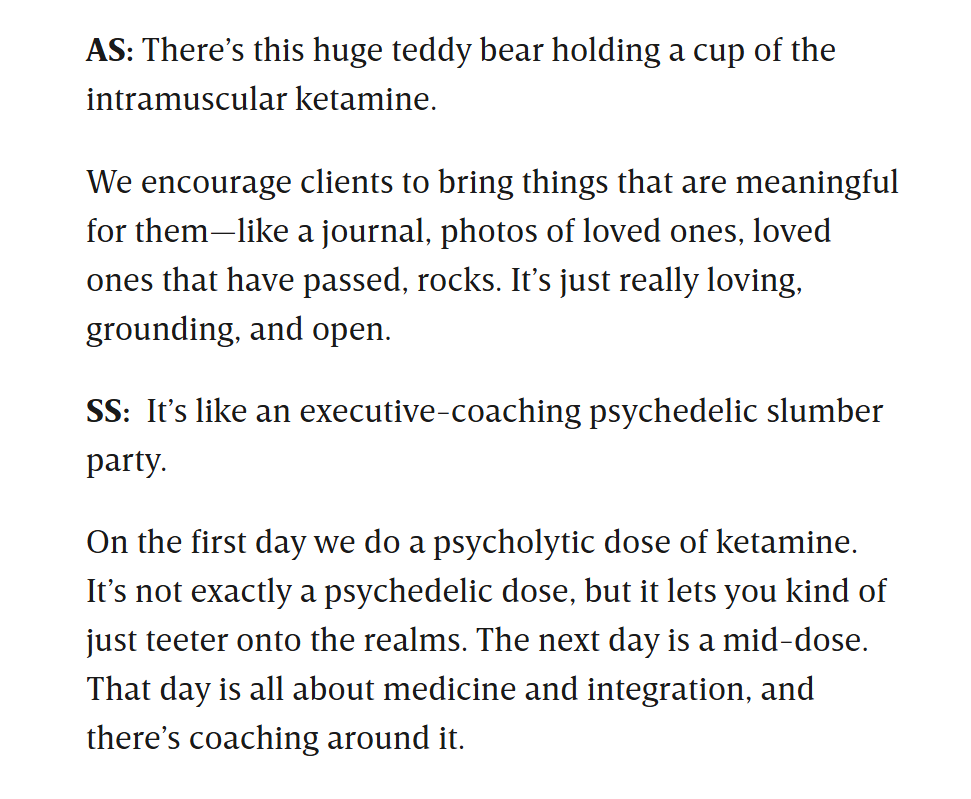 AS: There’s this huge teddy bear holding a cup of the
intramuscular ketamine.
We encourage clients to bring things that are meaningful
for them—like a journal, photos of loved ones, loved
ones that have passed, rocks. It’s just really loving,
grounding, and open.
SS:  It’s like an executive-coaching psychedelic slumber
party.
On the first day we do a psycholytic dose of ketamine.
It’s not exactly a psychedelic dose, but it lets you kind of
just teeter onto the realms. The next day is a mid-dose.
That day is all about medicine and integration, and
there’s coaching around it.